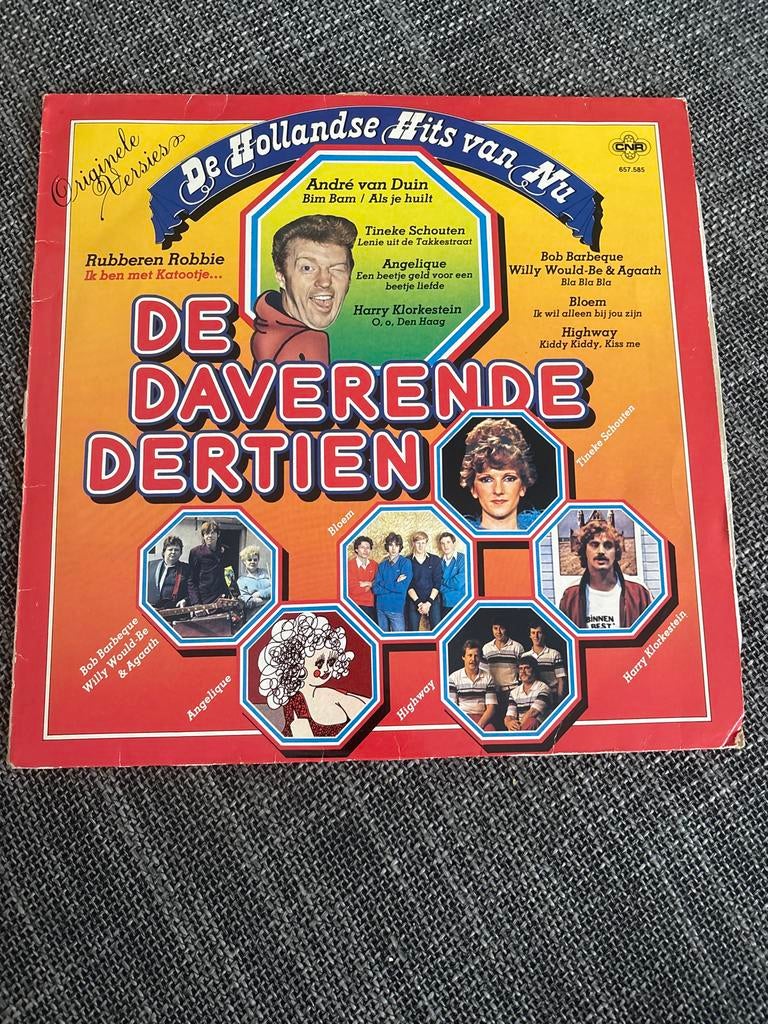 Originele
Versies
De Hollandse Hits van Nu
CNR
657.585
André van Duin
Bim Bam / Als je huilt
Tineke Schouten
Lenie uit de Takkestraat
Angelique
Een beetje geld voor een
beetje liefde
Harry Klorkestein
O, o, Den Haag
Rubberen Robbie
Ik ben met Katootje...
Bob Barbeque
Willy Would-Be & Agaath
Bla Bla Bla
Bloem
Ik wil alleen bij jou zijn
Highway
Kiddy Kiddy, Kiss me
DE
DAVERENDE
DERTIEN
Tineke Schouten
Bloem
Bob Barbeque
Willy Would-Be
& Agaath
Angelique
Highway
Harry Klorkestein
BINNEN
BEST